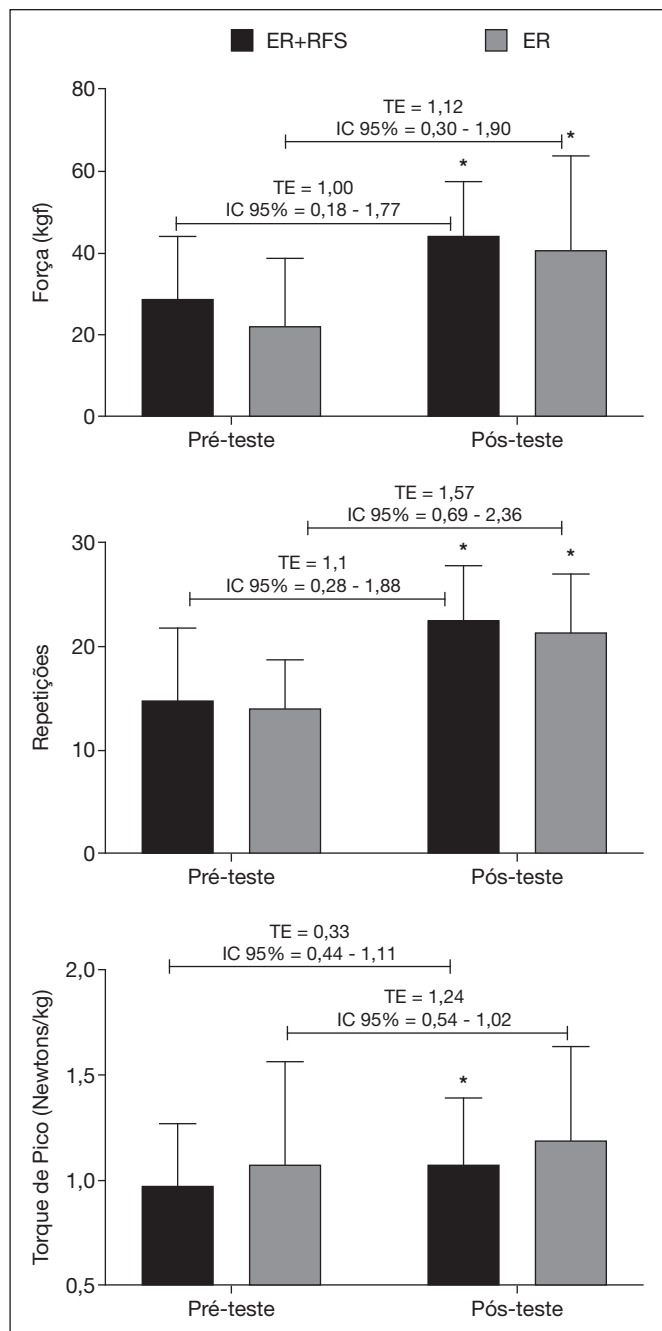 ER+RFS ER
Força (kgf)
80
60
40
20
0
TE = 1,12
IC 95% = 0,30 - 1,90
*
*
TE = 1,00
IC 95% = 0,18 - 1,77
Pré-teste Pós-teste
Repetições
30
20
10
0
TE = 1,57
IC 95% = 0,69 - 2,36
*
*
TE = 1,1
IC 95% = 0,28 - 1,88
Pré-teste Pós-teste
Torque de Pico (Newtons/kg)
2,0
1,5
1,0
0,5
TE = 0,33
IC 95% = 0,44 - 1,11
TE = 1,24
IC 95% = 0,54 - 1,02
*
Pré-teste Pós-teste